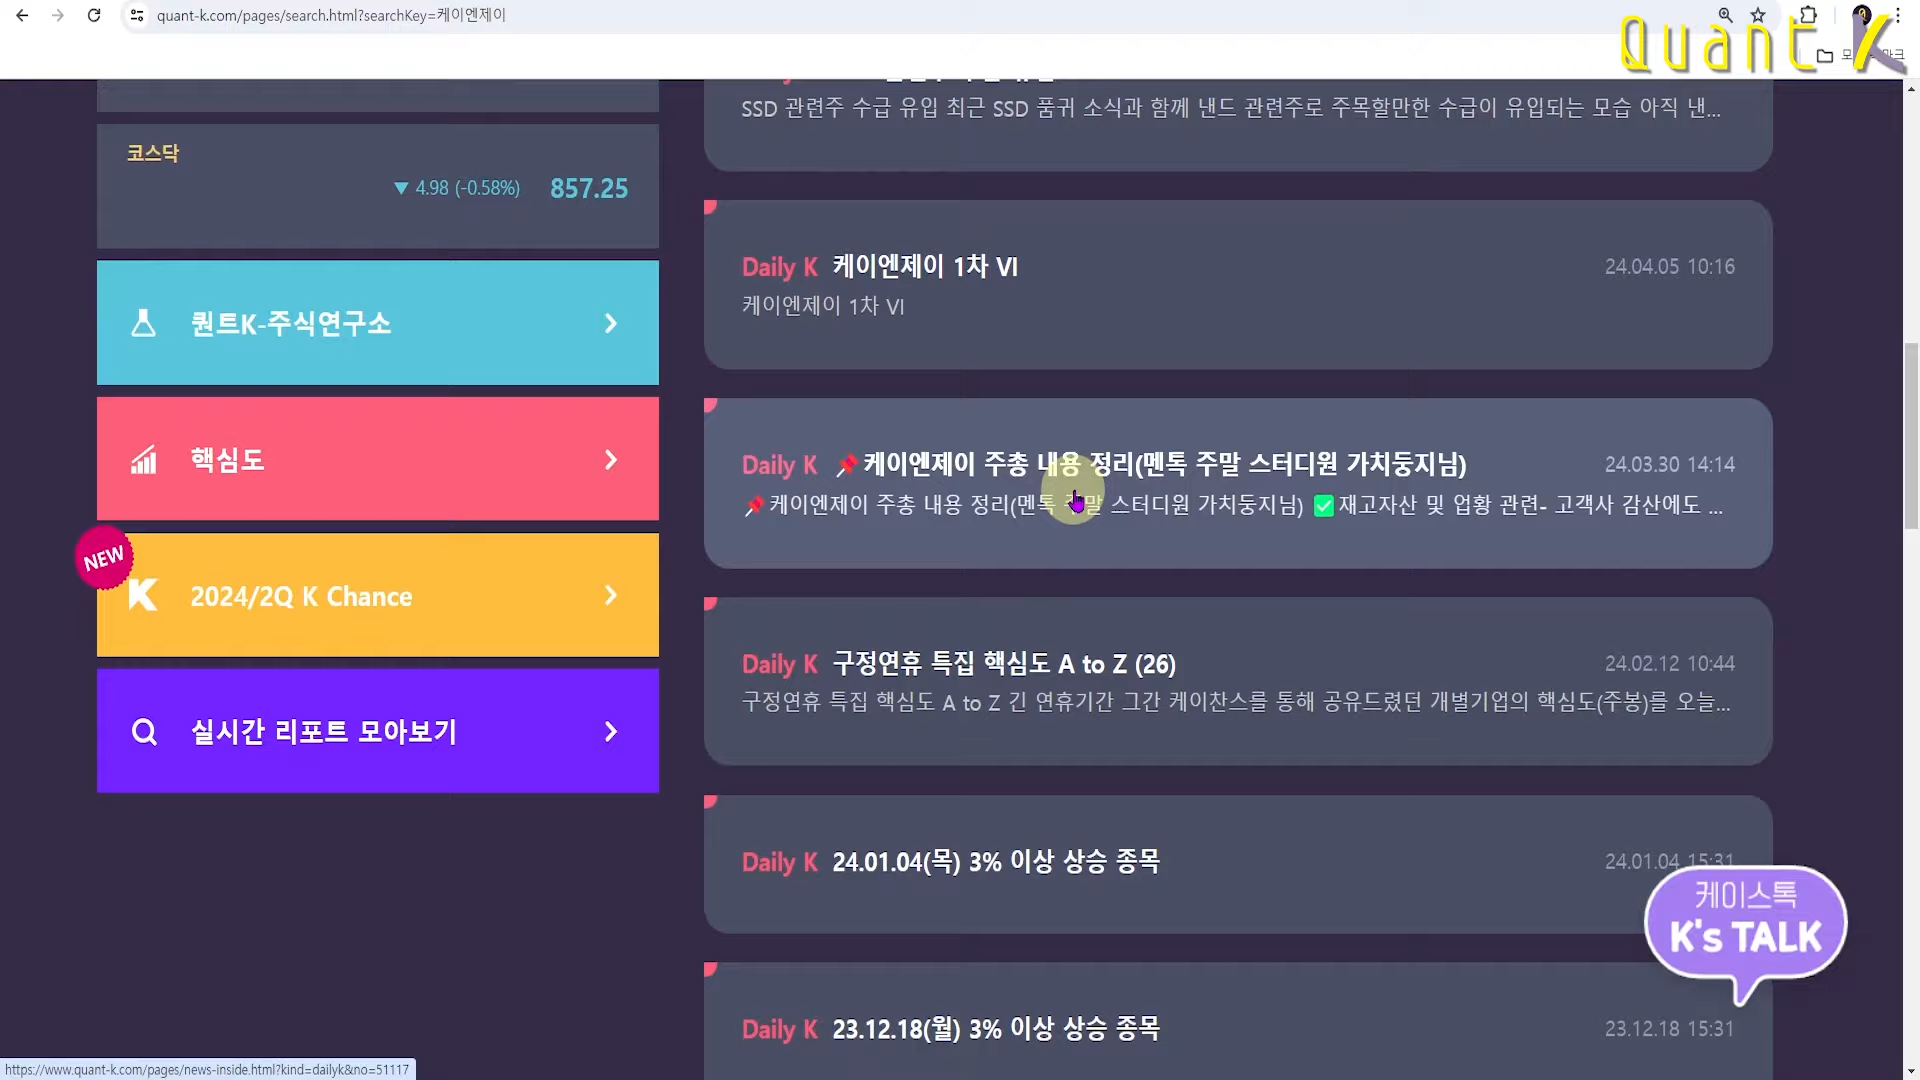 quant-k.com/pages/search.html?searchKey=케이엔제이
Quant K
SSD 관련주 수급 유입 최근 SSD 품귀 소식과 함께 낸드 관련주로 주목할만한 수급이 유입되는 모습 아직 낸...
코스닥
▼ 4.98 (-0.58%) 857.25
퀀트K-주식연구소
핵심도
NEW
K 2024/2Q K Chance
실시간 리포트 모아보기
Daily K 케이엔제이 1차 VI 24.04.05 10:16
케이엔제이 1차 VI
Daily K 📌케이엔제이 주총 내용 정리(멘톡 주말 스터디원 가치둥지님) 24.03.30 14:14
📌케이엔제이 주총 내용 정리(멘톡 주말 스터디원 가치둥지님) ✅재고자산 및 업황 관련- 고객사 감산에도 ...
Daily K 구정연휴 특집 핵심도 A to Z (26) 24.02.12 10:44
구정연휴 특집 핵심도 A to Z 긴 연휴기간 그간 케이찬스를 통해 공유드렸던 개별기업의 핵심도(주봉)를 오늘...
Daily K 24.01.04(목) 3% 이상 상승 종목 24.01.04 15:31
케이스톡
K's TALK
Daily K 23.12.18(월) 3% 이상 상승 종목 23.12.18 15:31
https://www.quant-k.com/pages/news-inside.html?kind=dailyk&no=51117